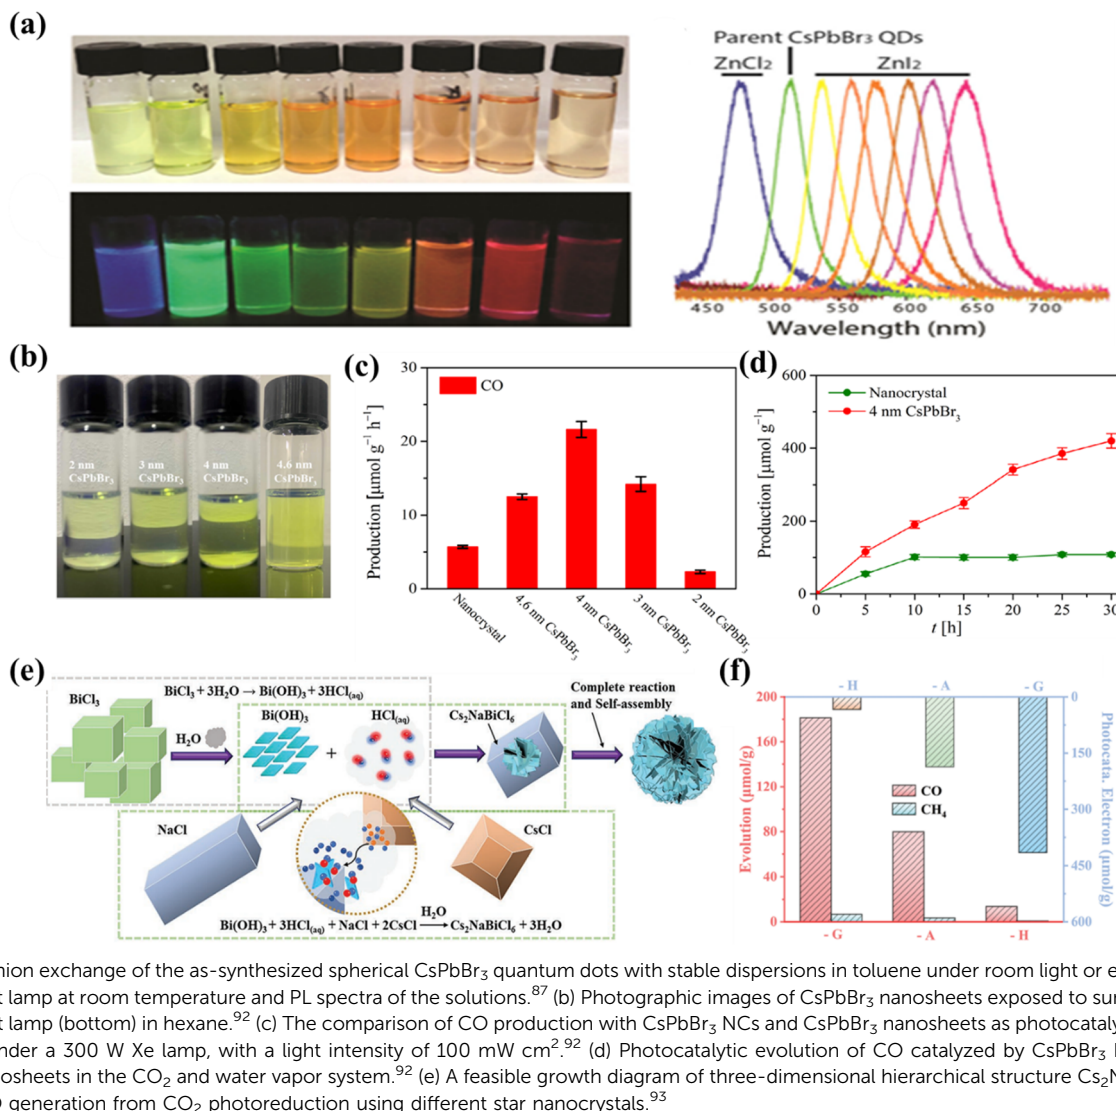 (a)
Parent CsPbBr3 QDs
ZnCl2
ZnI2
450 500 550 600 650 700
Wavelength (nm)
(b)
2 nm CsPbBr3
3 nm CsPbBr3
4 nm CsPbBr3
4.6 nm CsPbBr3
(c)
CO
30
20
10
0
Production [μmol g−1 h−1]
Nanocrystal
4.6 nm CsPbBr3
4 nm CsPbBr3
3 nm CsPbBr3
2 nm CsPbBr3
(d)
Nanocrystal
4 nm CsPbBr3
600
400
200
0
Production [μmol g−1]
0 5 10 15 20 25 30
t [h]
(e)
BiCl3
BiCl3 + 3H2O → Bi(OH)3 + 3HCl(aq)
H2O
Bi(OH)3
+
HCl(aq)
Cs2NaBiCl6
Complete reaction
and Self-assembly
NaCl
CsCl
H2O
Bi(OH)3 + 3HCl(aq) + NaCl + 2CsCl → Cs2NaBiCl6 + 3H2O
(f)
- H - A - G
200
160
120
80
40
0
Evolution (μmol/g)
CO
CH4
0
150
300
450
600
Photocata. Electron (μmol/g)
- G - A - H
nion exchange of the as-synthesized spherical CsPbBr3 quantum dots with stable dispersions in toluene under room light or e
t lamp at room temperature and PL spectra of the solutions.87 (b) Photographic images of CsPbBr3 nanosheets exposed to sur
t lamp (bottom) in hexane.92 (c) The comparison of CO production with CsPbBr3 NCs and CsPbBr3 nanosheets as photocataly
nder a 300 W Xe lamp, with a light intensity of 100 mW cm2.92 (d) Photocatalytic evolution of CO catalyzed by CsPbBr3
nosheets in the CO2 and water vapor system.92 (e) A feasible growth diagram of three-dimensional hierarchical structure Cs2N
generation from CO2 photoreduction using different star nanocrystals.93